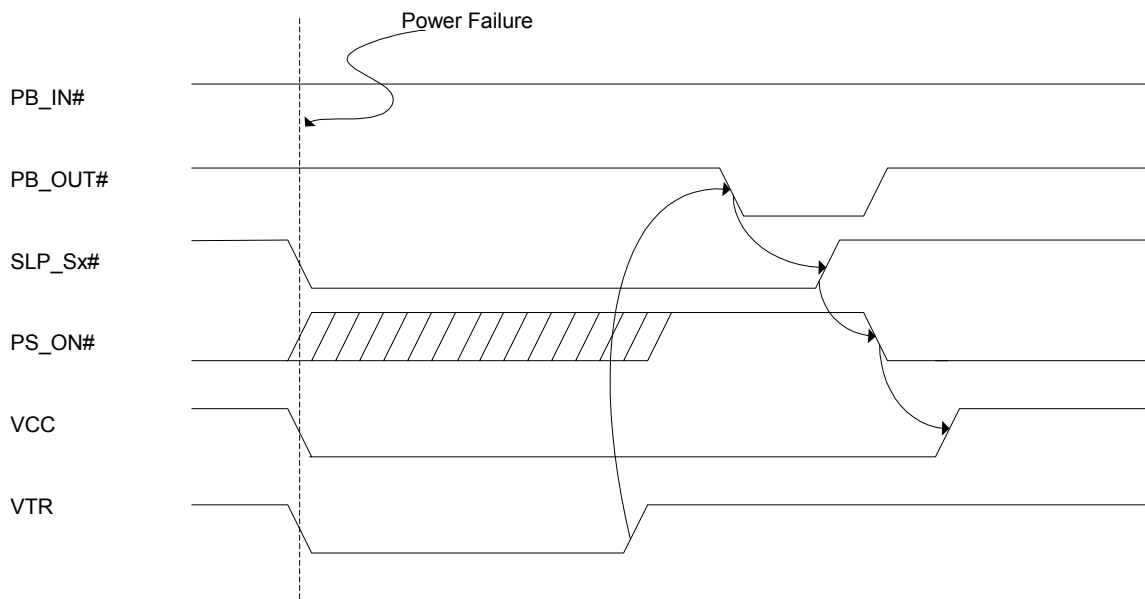 Power Failure
PB_IN#
PB_OUT#
SLP_Sx#
PS_ON#
VCC
VTR